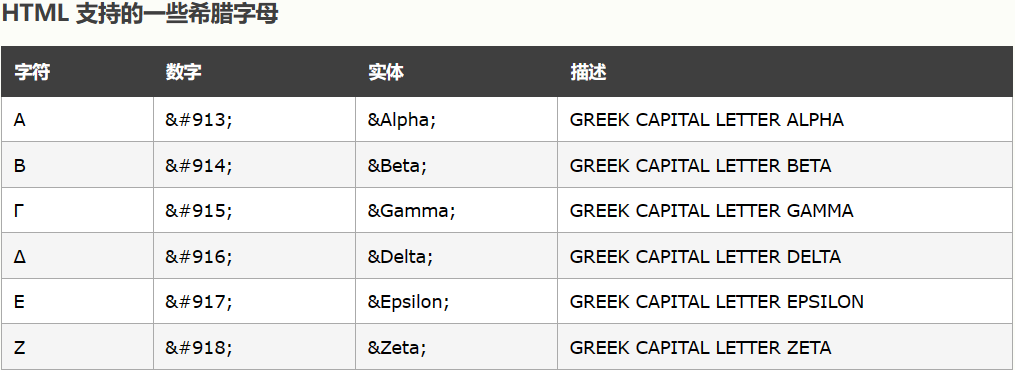 HTML 支持的一些希腊字母
字符 数字 实体 描述
Α &#913; &Alpha; GREEK CAPITAL LETTER ALPHA
Β &#914; &Beta; GREEK CAPITAL LETTER BETA
Γ &#915; &Gamma; GREEK CAPITAL LETTER GAMMA
Δ &#916; &Delta; GREEK CAPITAL LETTER DELTA
Ε &#917; &Epsilon; GREEK CAPITAL LETTER EPSILON
Ζ &#918; &Zeta; GREEK CAPITAL LETTER ZETA